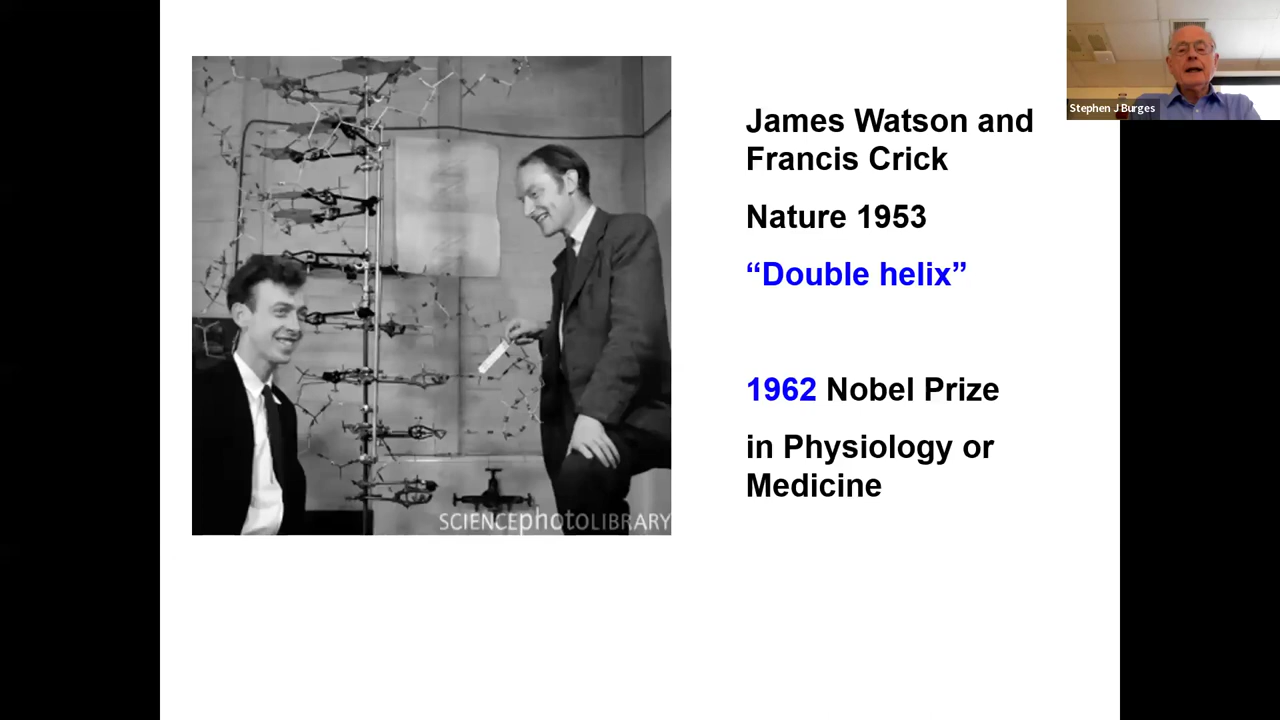 James Watson and
Francis Crick
Nature 1953
“Double helix”
1962 Nobel Prize
in Physiology or
Medicine
SCIENCEphotoLIBRARY
Stephen J Burges